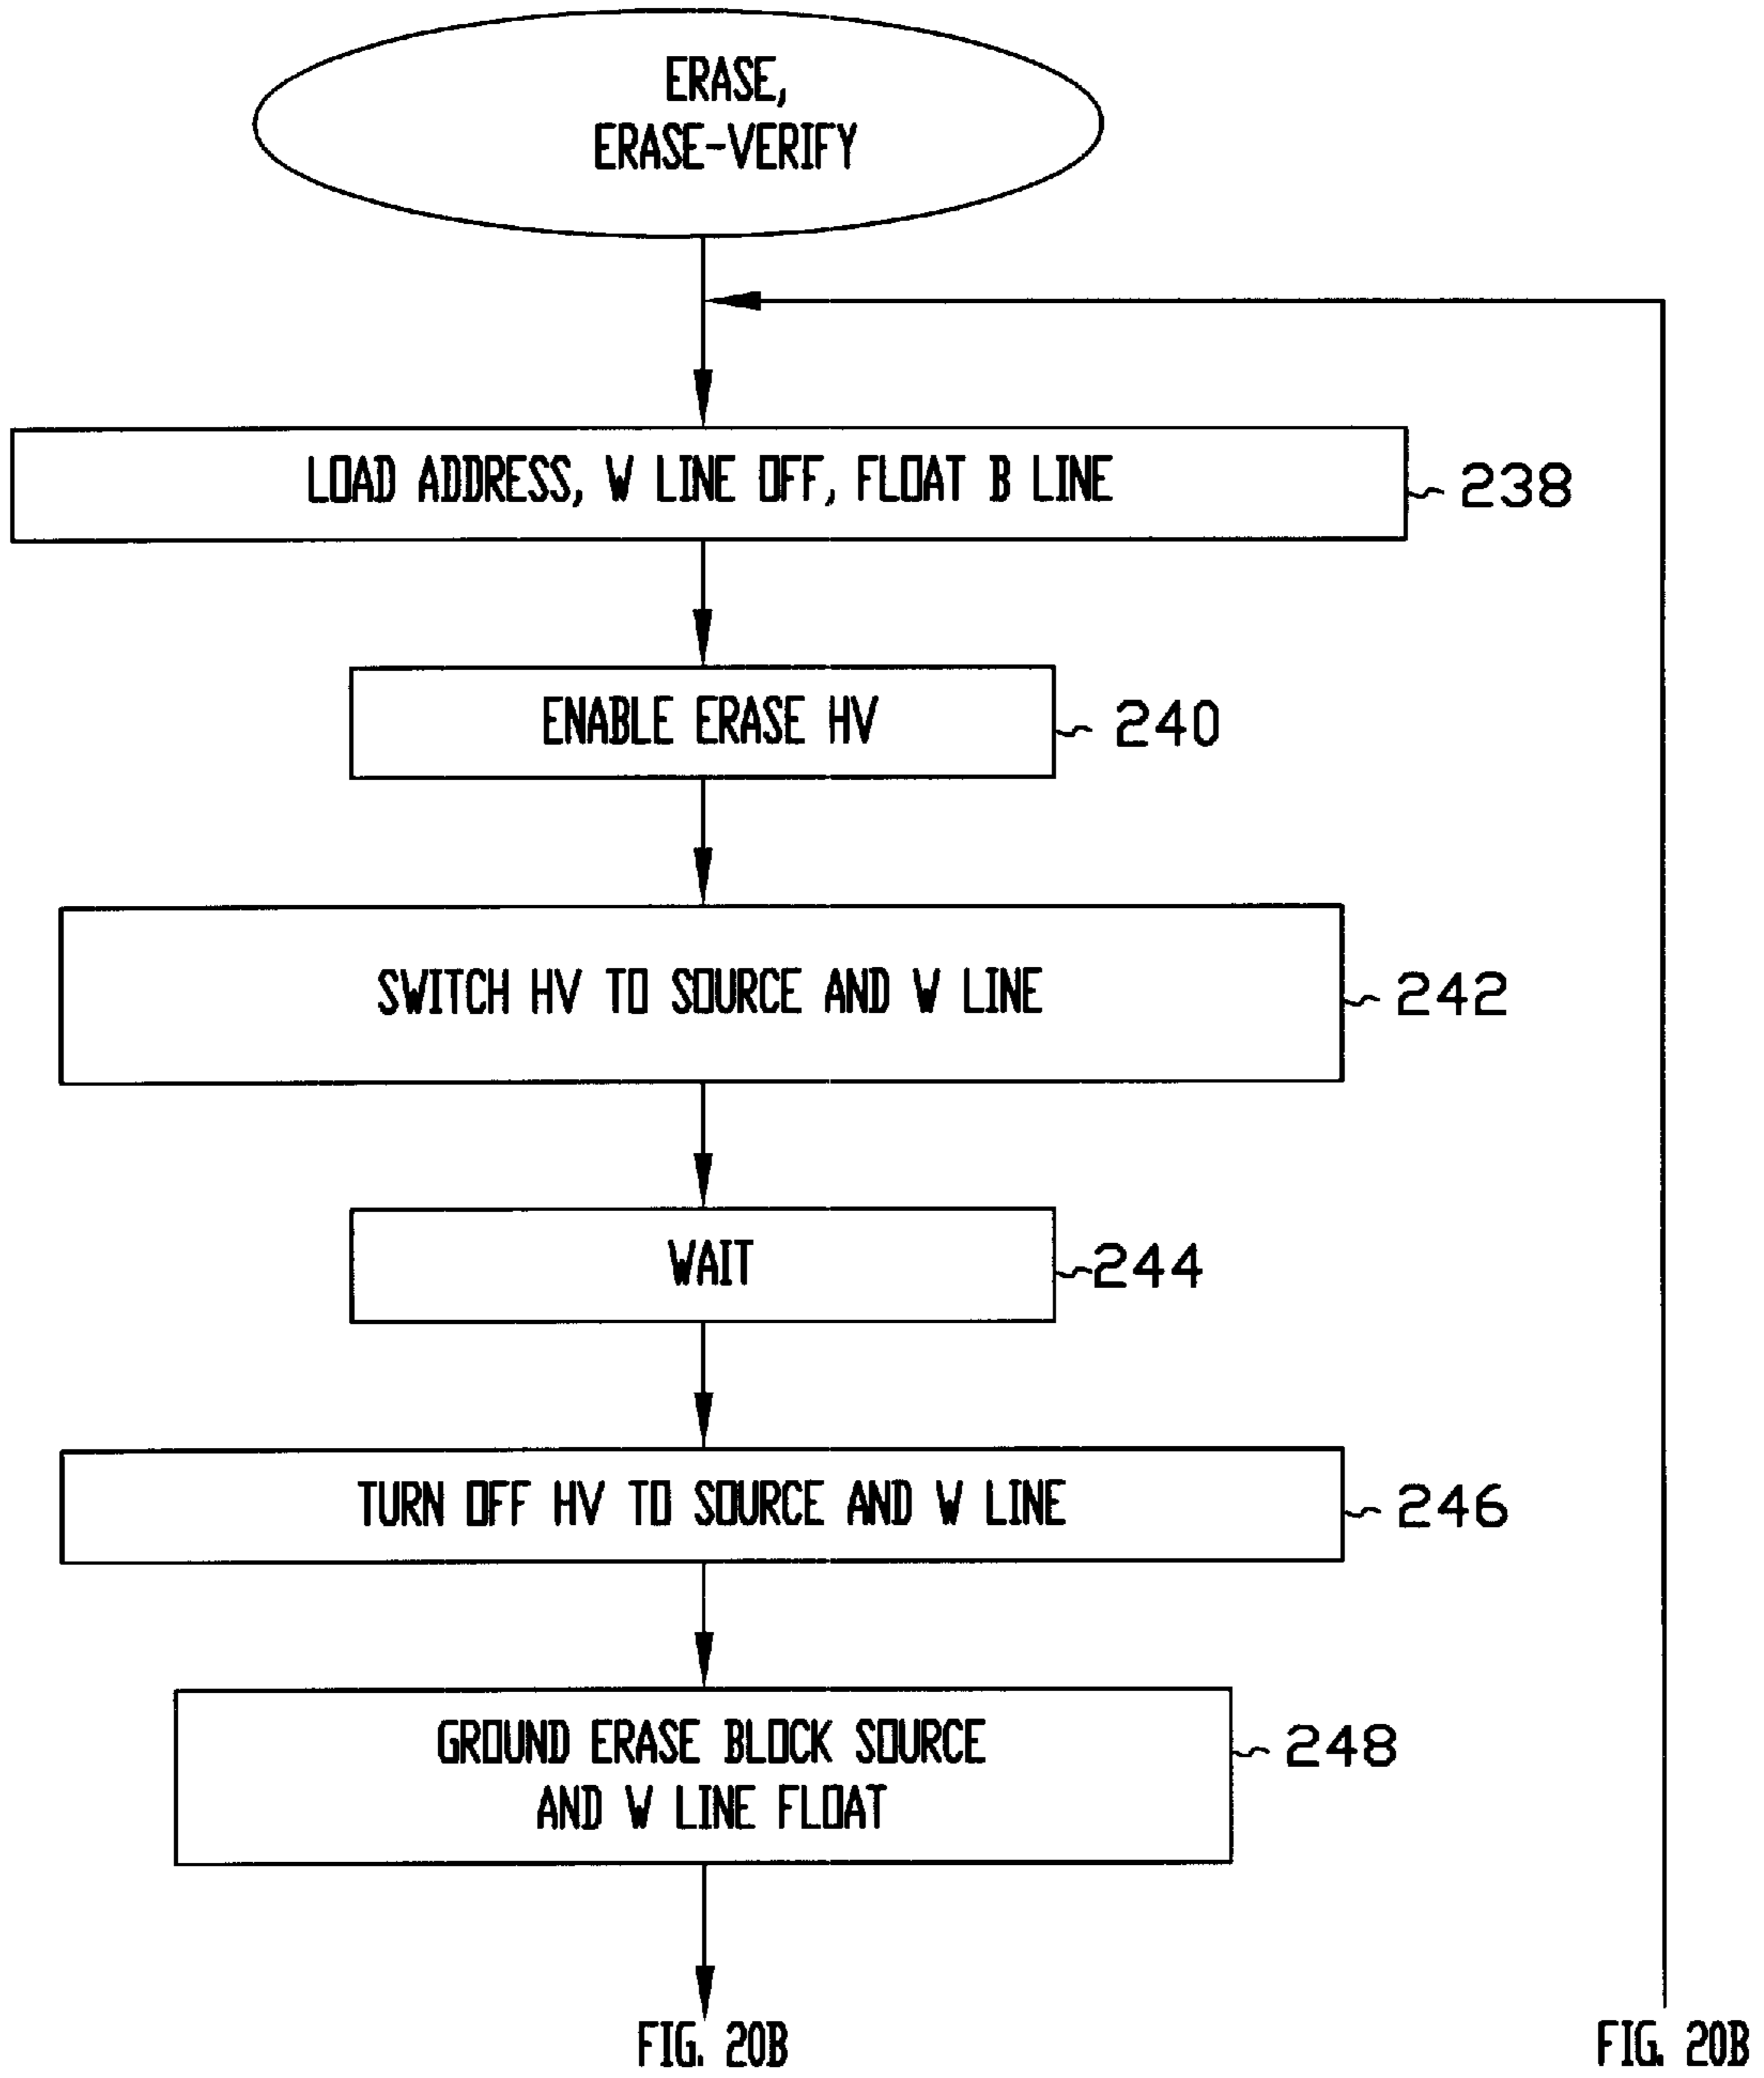 ERASE,
ERASE-VERIFY
LOAD ADDRESS, W LINE OFF, FLOAT B LINE
238
ENABLE ERASE HV
240
SWITCH HV TO SOURCE AND W LINE
242
WAIT
244
TURN OFF HV TO SOURCE AND W LINE
246
GROUND ERASE BLOCK SOURCE
AND W LINE FLOAT
248
FIG. 20B
FIG. 20B